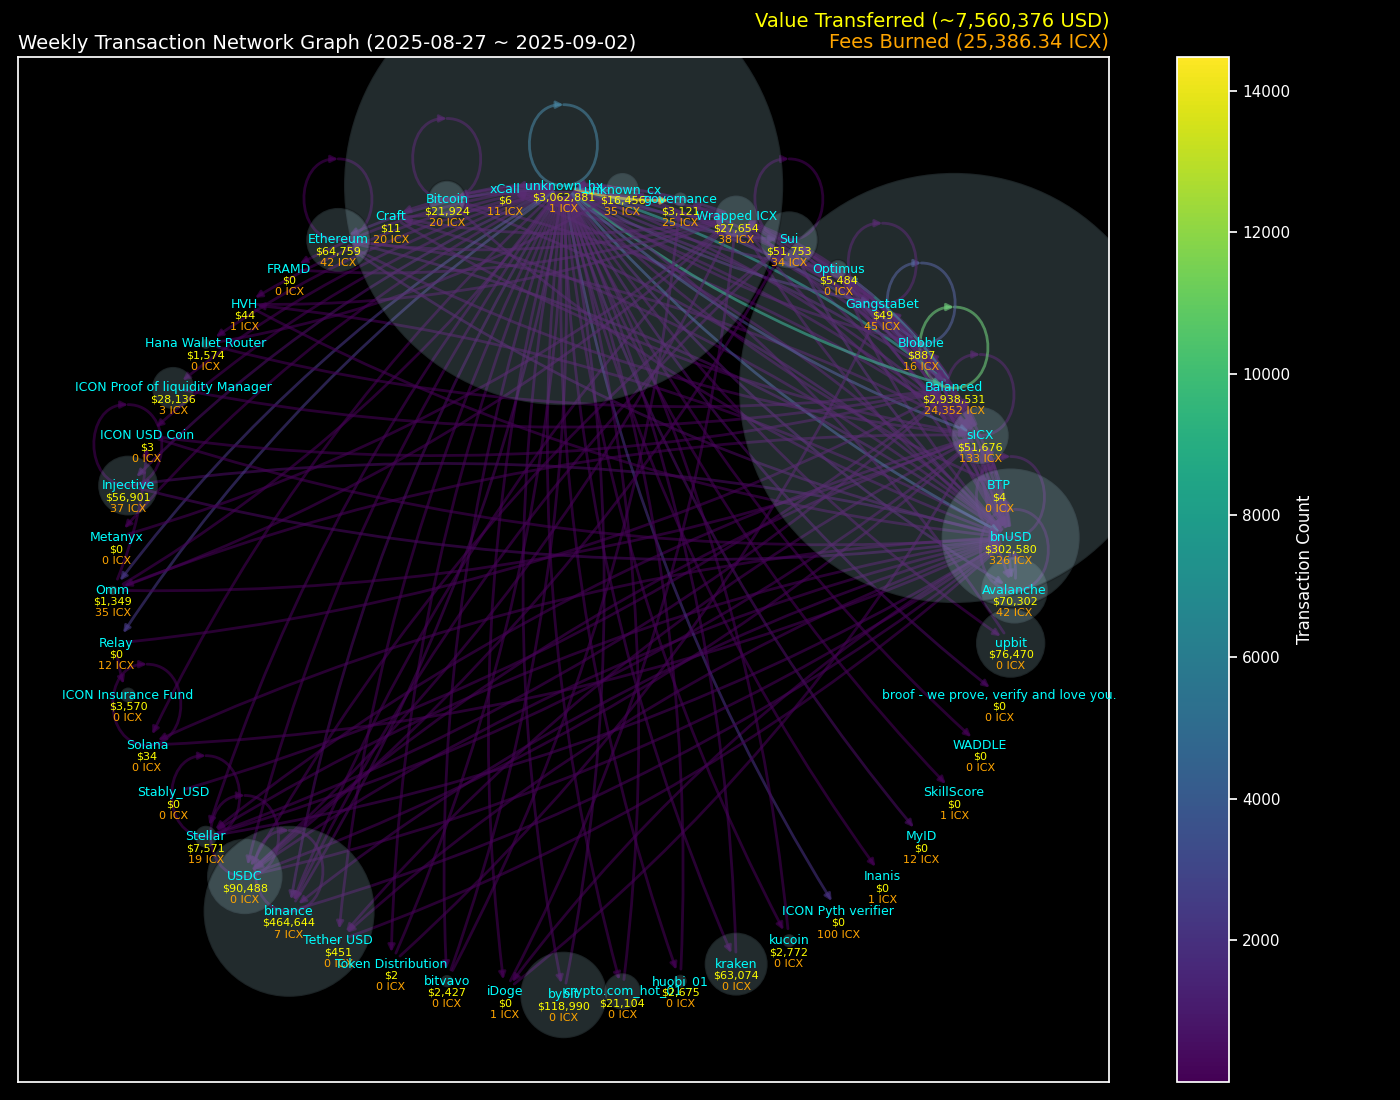 Value Transferred (~7,560,376 USD)
Weekly Transaction Network Graph (2025-08-27 ~ 2025-09-02)
Fees Burned (25,386.34 ICX)
unknown_hx
$3,062,881
1 ICX
unknown_cx
$16,456
35 ICX
governance
$3,121
25 ICX
Wrapped ICX
$27,654
38 ICX
Sui
$51,753
34 ICX
Optimus
$5,484
0 ICX
GangstaBet
$49
45 ICX
Blobble
$887
16 ICX
Balanced
$2,938,531
24,352 ICX
sICX
$51,676
133 ICX
BTP
$4
0 ICX
bnUSD
$302,580
326 ICX
Avalanche
$70,302
42 ICX
upbit
$76,470
0 ICX
broof - we prove, verify and love you.
$0
0 ICX
WADDLE
$0
0 ICX
SkillScore
$0
1 ICX
MyID
$0
12 ICX
Inanis
$0
1 ICX
ICON Pyth verifier
$0
100 ICX
kucoin
$2,772
0 ICX
kraken
$63,074
0 ICX
huobi_01
$2,675
0 ICX
crypto.com_hot_01
$21,104
0 ICX
bybit
$118,990
0 ICX
iDoge
$0
1 ICX
bitvavo
$2,427
0 ICX
Token Distribution
$2
0 ICX
Tether USD
$451
0 ICX
binance
$464,644
7 ICX
USDC
$90,488
0 ICX
Stellar
$7,571
19 ICX
Stably_USD
$0
0 ICX
Solana
$34
0 ICX
ICON Insurance Fund
$3,570
0 ICX
Relay
$0
12 ICX
Omm
$1,349
35 ICX
Metanyx
$0
0 ICX
Injective
$56,901
37 ICX
ICON USD Coin
$3
0 ICX
ICON Proof of liquidity Manager
$28,136
3 ICX
Hana Wallet Router
$1,574
0 ICX
HVH
$44
1 ICX
FRAMD
$0
0 ICX
Ethereum
$64,759
42 ICX
Craft
$11
20 ICX
Bitcoin
$21,924
20 ICX
xCall
$6
11 ICX
14000
12000
10000
8000
6000
4000
2000
Transaction Count